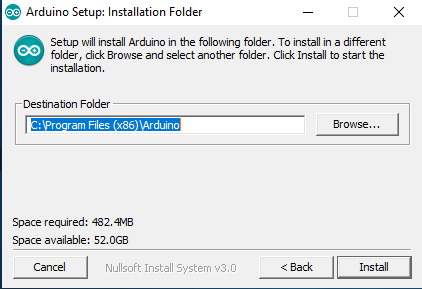 Arduino Setup: Installation Folder
Setup will install Arduino in the following folder. To install in a different
folder, click Browse and select another folder. Click Install to start the
installation.
Destination Folder
C:\Program Files (x86)\Arduino
Browse...
Space required: 482.4MB
Space available: 52.0GB
Cancel
Nullsoft Install System v3.0
< Back
Install